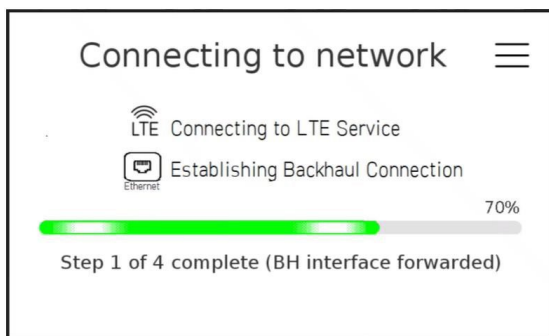 Connecting to network
LTE Connecting to LTE Service
Ethernet Establishing Backhaul Connection
70%
Step 1 of 4 complete (BH interface forwarded)